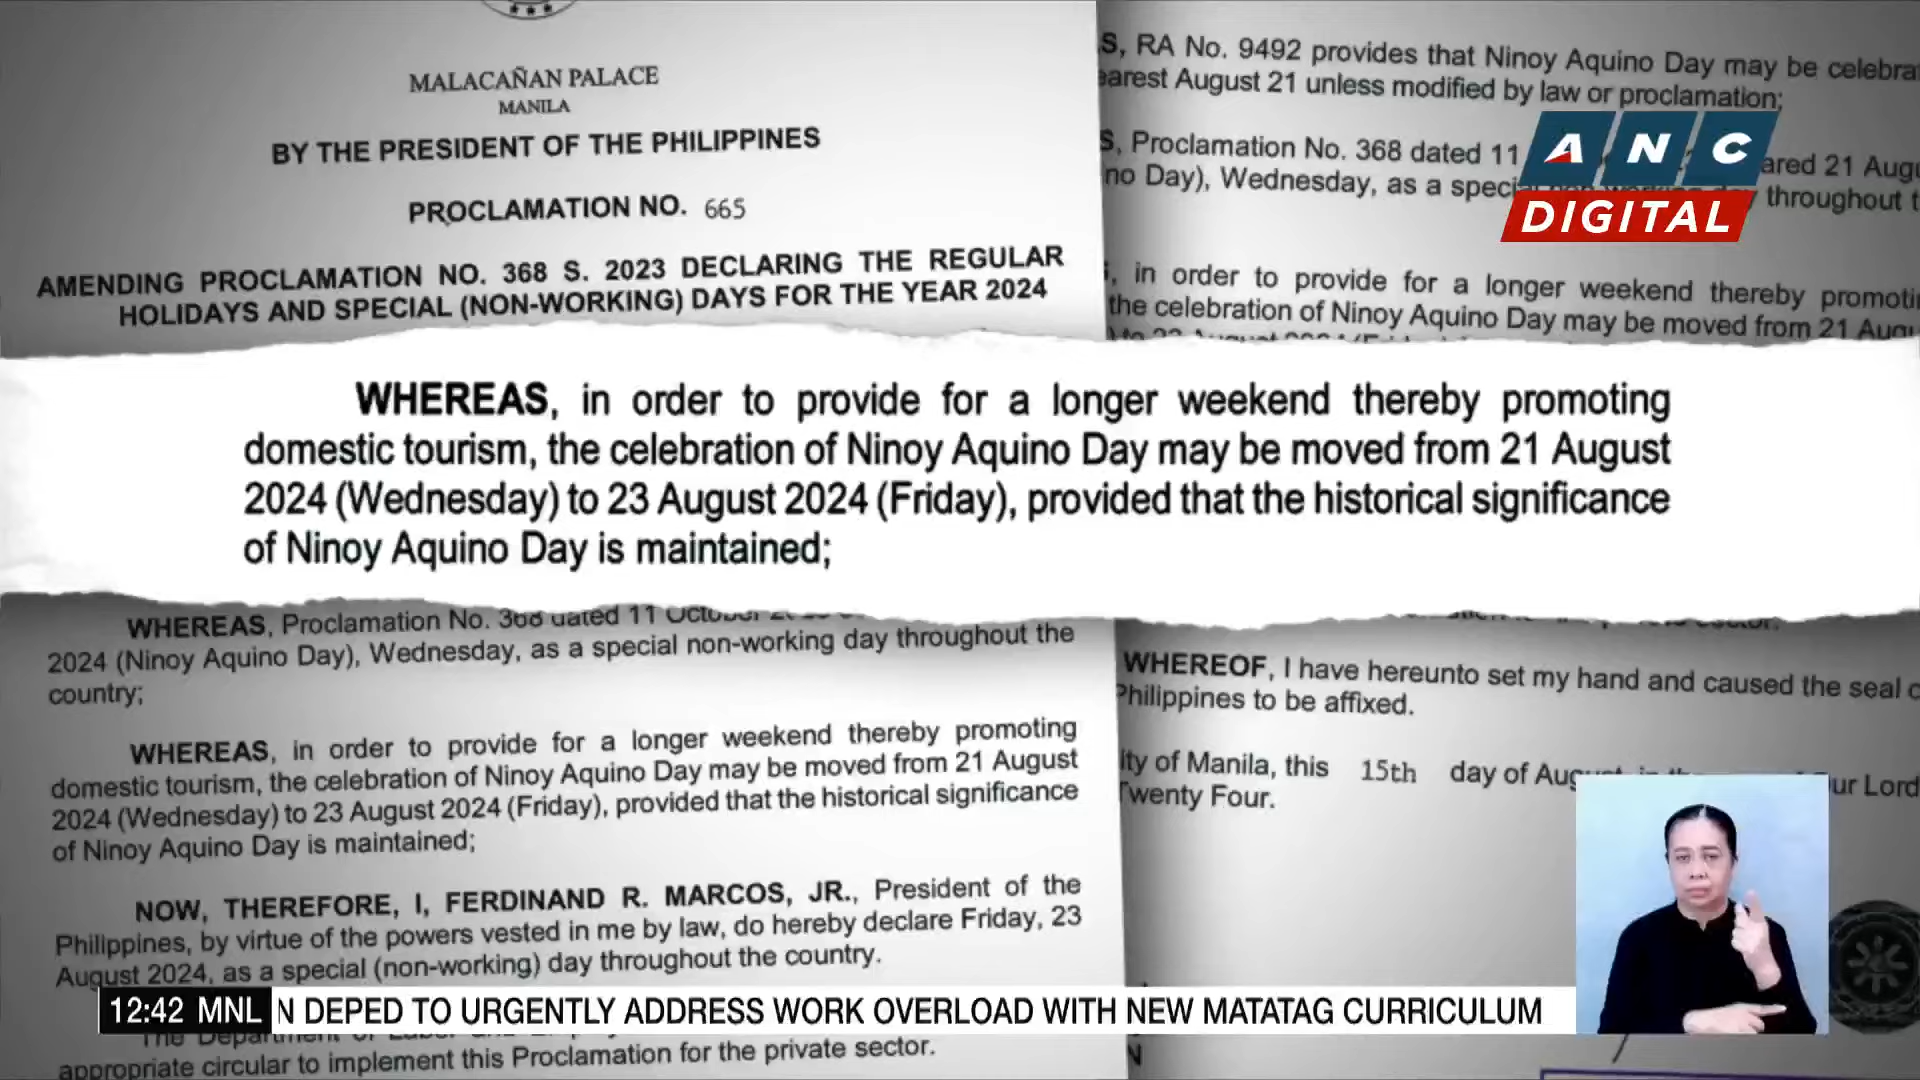 MALACAÑAN PALACE
MANILA
BY THE PRESIDENT OF THE PHILIPPINES
PROCLAMATION NO. 665
AMENDING PROCLAMATION NO. 368 S. 2023 DECLARING THE REGULAR
HOLIDAYS AND SPECIAL (NON-WORKING) DAYS FOR THE YEAR 2024
RA No. 9492 provides that Ninoy Aquino Day may be
August 21 unless modified by law or proclamation;
Proclamation No. 368 dated 11 21
Day), Wednesday, as a throughout
in order to provide for a longer weekend thereby
the celebration of Ninoy Aquino Day may be moved from 21
ANC
DIGITAL
WHEREAS, in order to provide for a longer weekend thereby promoting
domestic tourism, the celebration of Ninoy Aquino Day may be moved from 21 August
2024 (Wednesday) to 23 August 2024 (Friday), provided that the historical significance
of Ninoy Aquino Day is maintained;
WHEREAS, Proclamation No. 368 dated 11
2024 (Ninoy Aquino Day), Wednesday, as a special non-working day throughout the
country;
WHEREAS, in order to provide for a longer weekend thereby promoting
domestic tourism, the celebration of Ninoy Aquino Day may be moved from 21 August
2024 (Wednesday) to 23 August 2024 (Friday), provided that the historical significance
of Ninoy Aquino Day is maintained;
NOW, THEREFORE, I, FERDINAND R. MARCOS, JR., President of the
Philippines, by virtue of the powers vested in me by law, do hereby declare Friday, 23
August 2024, as a special (non-working) day throughout the country.
appropriate circular to implement this Proclamation for the private sector.
WHEREOF, I have hereunto set my hand and caused the seal
Philippines to be affixed.
of Manila, this 15th day of Lord
Twenty Four.
12:42 MNL N DEPED TO URGENTLY ADDRESS WORK OVERLOAD WITH NEW MATATAG CURRICULUM